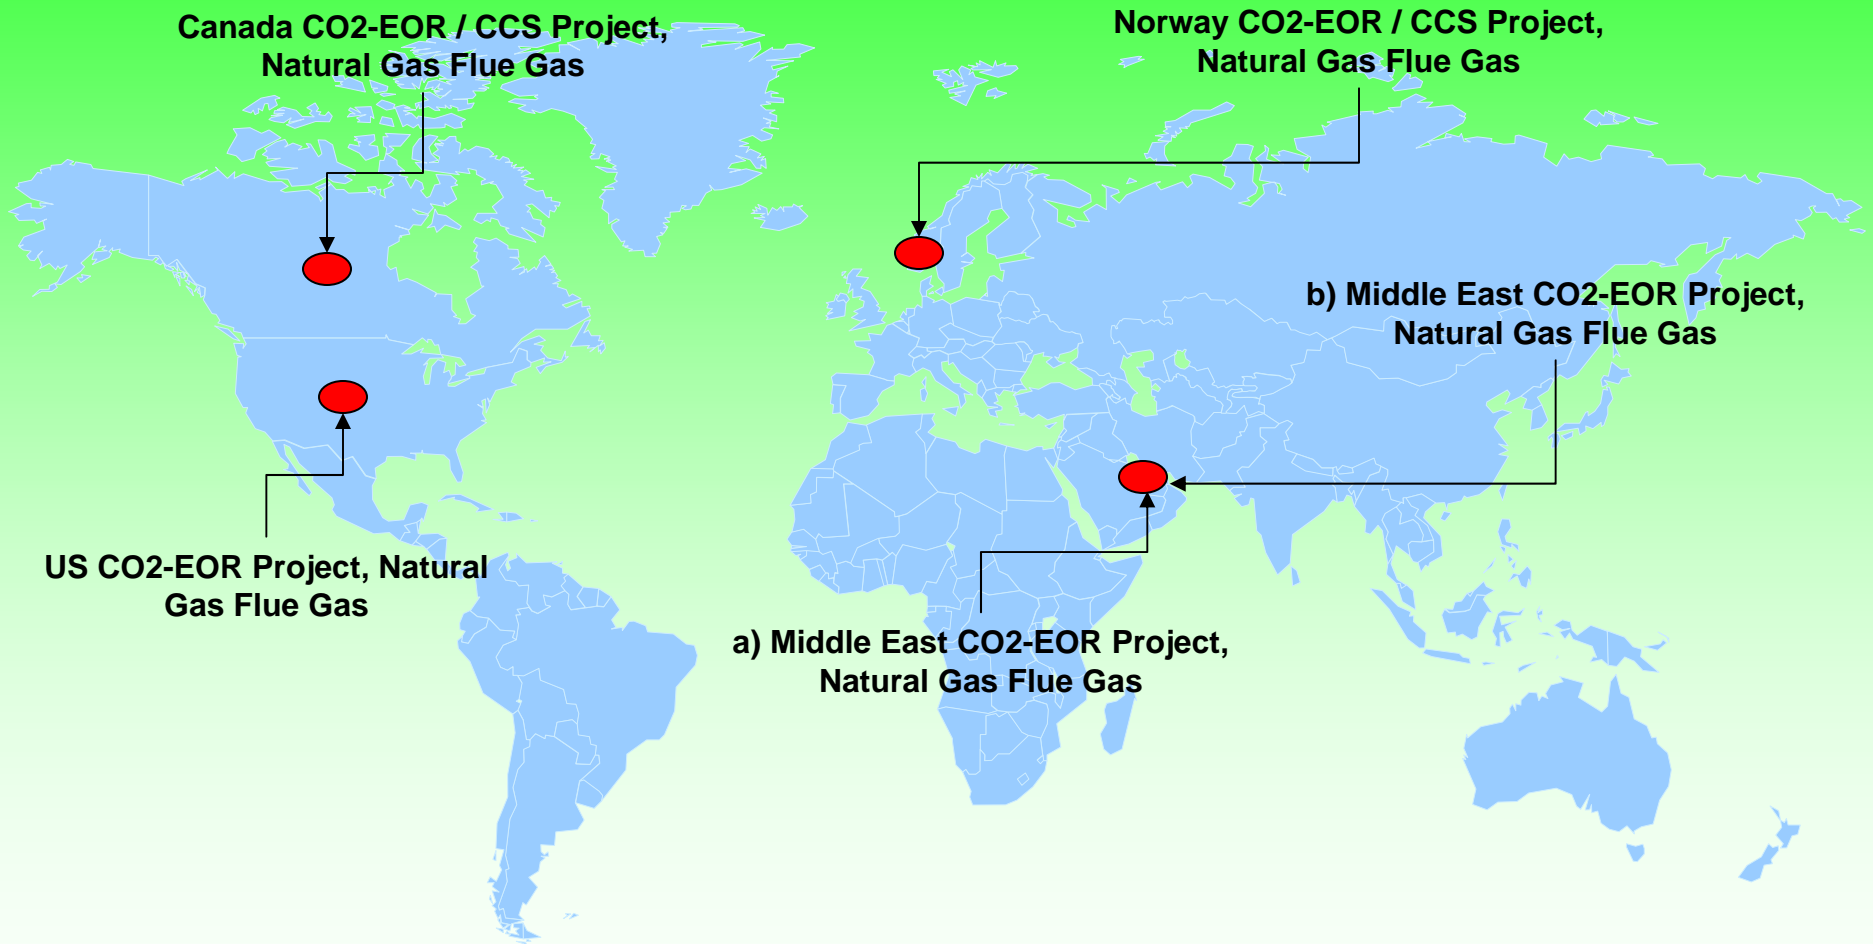 Canada CO2-EOR / CCS Project,
Natural Gas Flue Gas
Norway CO2-EOR / CCS Project,
Natural Gas Flue Gas
b) Middle East CO2-EOR Project,
Natural Gas Flue Gas
US CO2-EOR Project, Natural
Gas Flue Gas
a) Middle East CO2-EOR Project,
Natural Gas Flue Gas